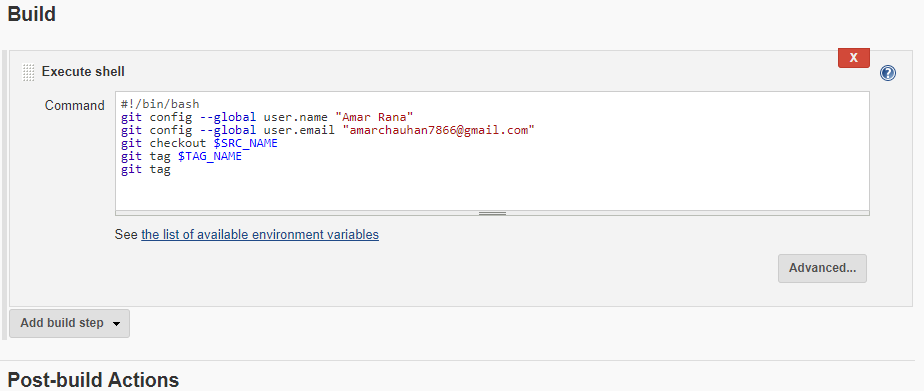 Build
X
Execute shell
?
Command
#!/bin/bash
git config --global user.name "Amar Rana"
git config --global user.email "amarchauhan7866@gmail.com"
git checkout $SRC_NAME
git tag $TAG_NAME
git tag
See the list of available environment variables
Advanced...
Add build step
Post-build Actions